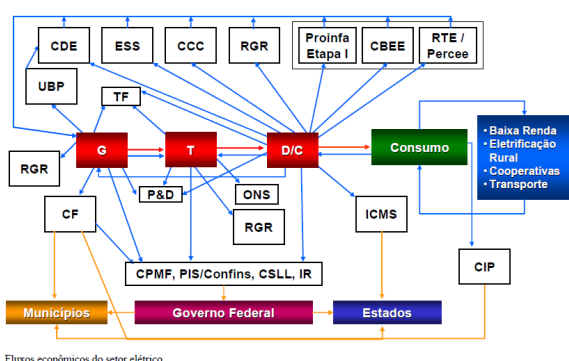 CDE
ESS
CCC
RGR
Proinfa
Etapa I
CBEE
RTE /
Percee
UBP
TF
G
T
D/C
Consumo
• Baixa Renda
• Eletrificação
Rural
• Cooperativas
• Transporte
RGR
P&D
ONS
CF
RGR
ICMS
CIP
CPMF, PIS/Confins, CSLL, IR
Municípios
Governo Federal
Estados
Fluxos econômicos do setor elétrico